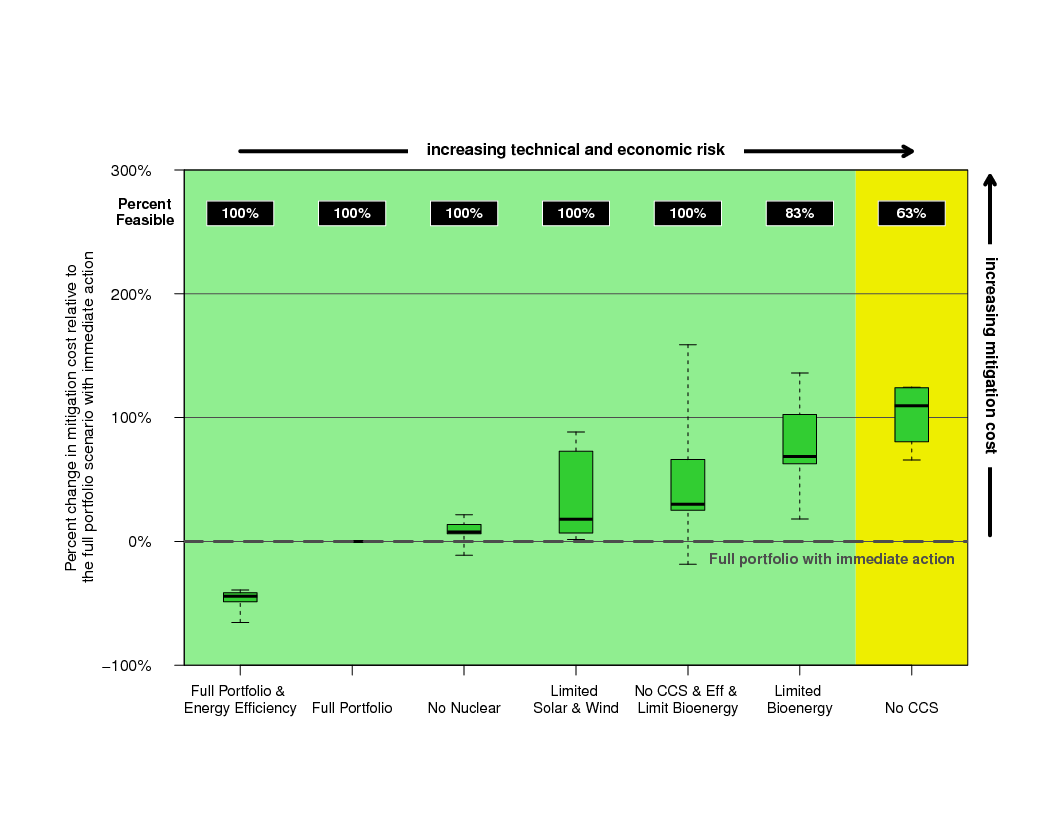 increasing technical and economic risk
300%
Percent
Feasible
100%
100%
100%
100%
100%
83%
63%
Percent change in mitigation cost relative to
the full portfolio scenario with immediate action
200%
100%
0%
−100%
increasing mitigation cost
Full portfolio with immediate action
Full Portfolio &
Energy Efficiency
Full Portfolio
No Nuclear
Limited
Solar & Wind
No CCS & Eff &
Limit Bioenergy
Limited
Bioenergy
No CCS